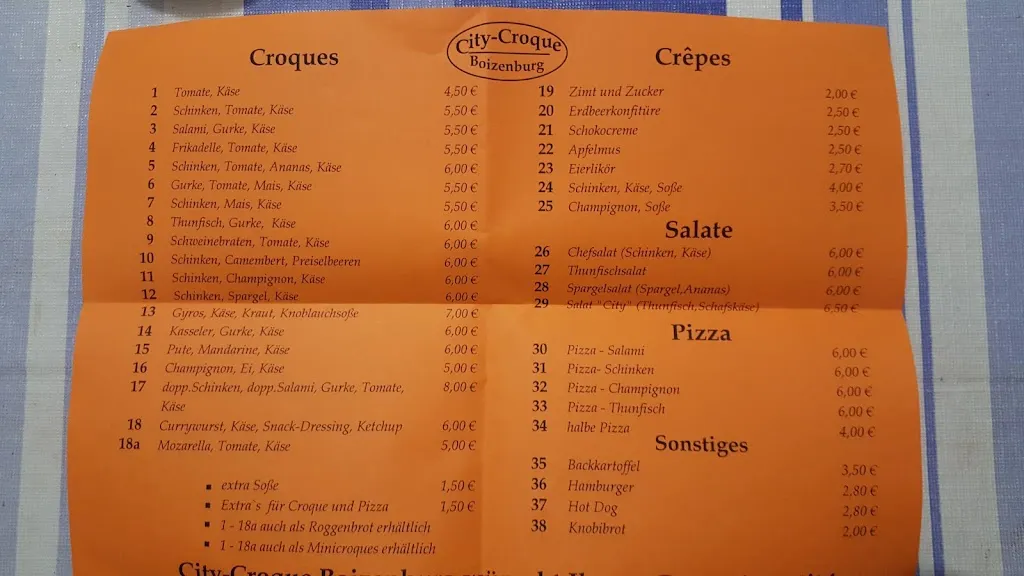 City-Croque
Boizenburg
Croques
1 Tomate, Käse 4,50 €
2 Schinken, Tomate, Käse 5,50 €
3 Salami, Gurke, Käse 5,50 €
4 Frikadelle, Tomate, Käse 5,50 €
5 Schinken, Tomate, Ananas, Käse 6,00 €
6 Gurke, Tomate, Mais, Käse 5,50 €
7 Schinken, Mais, Käse 5,50 €
8 Thunfisch, Gurke, Käse 6,00 €
9 Schweinebraten, Tomate, Käse 6,00 €
10 Schinken, Camembert, Preiselbeeren 6,00 €
11 Schinken, Champignon, Käse 6,00 €
12 Schinken, Spargel, Käse 6,00 €
13 Gyros, Käse, Kraut, Knoblauchsoße 7,00 €
14 Kasseler, Gurke, Käse 6,00 €
15 Pute, Mandarine, Käse 6,00 €
16 Champignon, Ei, Käse 5,00 €
17 dopp.Schinken, dopp.Salami, Gurke, Tomate, 8,00 €
Käse
18 Currywurst, Käse, Snack-Dressing, Ketchup 6,00 €
18a Mozarella, Tomate, Käse 5,00 €
▪ extra Soße 1,50 €
▪ Extra's für Croque und Pizza 1,50 €
▪ 1 - 18a auch als Roggenbrot erhältlich
▪ 1 - 18a auch als Minicroques erhältlich
Crêpes
19 Zimt und Zucker 2,00 €
20 Erdbeerkonfitüre 2,50 €
21 Schokocreme 2,50 €
22 Apfelmus 2,50 €
23 Eierlikör 2,70 €
24 Schinken, Käse, Soße 4,00 €
25 Champignon, Soße 3,50 €
Salate
26 Chefsalat (Schinken, Käse) 6,00 €
27 Thunfischsalat 6,00 €
28 Spargelsalat (Spargel,Ananas) 6,00 €
29 Salat "City" (Thunfisch,Schafskäse) 6,50 €
Pizza
30 Pizza - Salami 6,00 €
31 Pizza- Schinken 6,00 €
32 Pizza - Champignon 6,00 €
33 Pizza - Thunfisch 6,00 €
34 halbe Pizza 4,00 €
Sonstiges
35 Backkartoffel 3,50 €
36 Hamburger 2,80 €
37 Hot Dog 2,80 €
38 Knobibrot 2,00 €
City-Croque Boizenburg